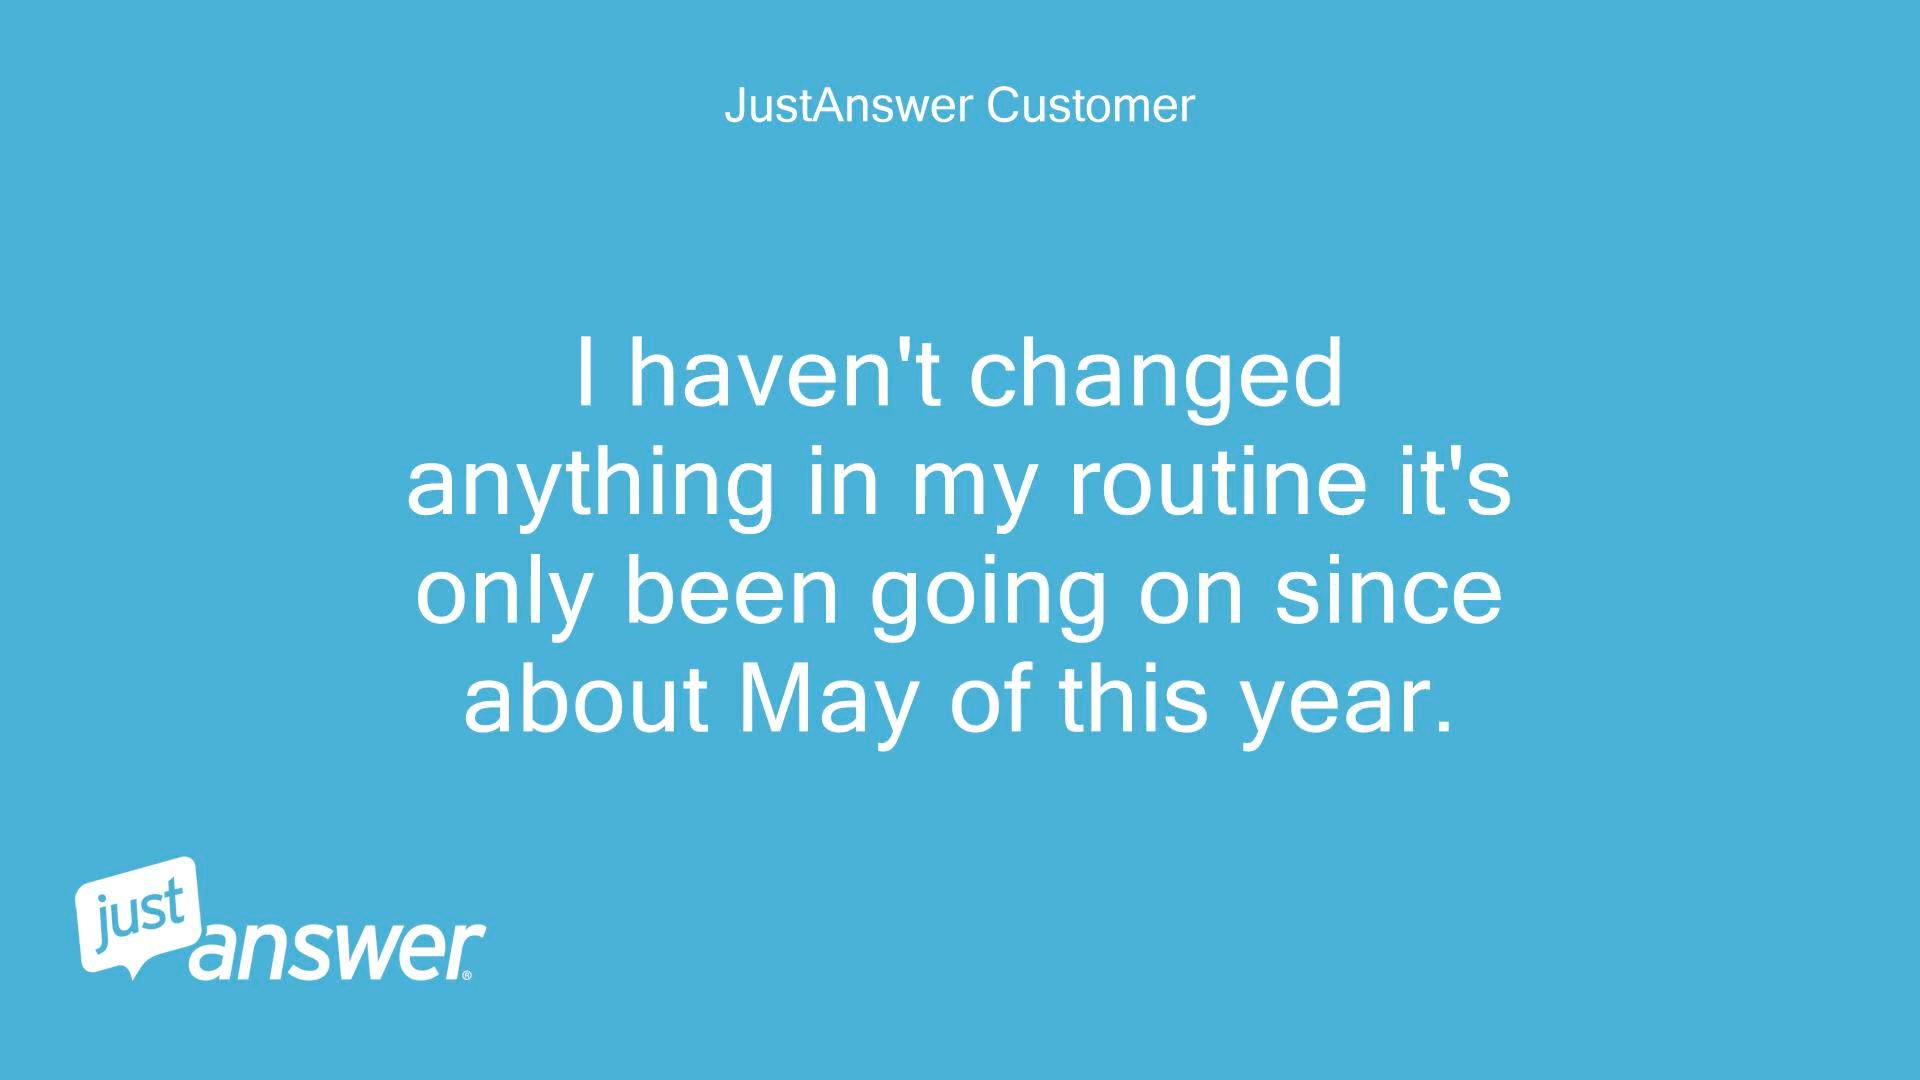 JustAnswer Customer
I haven't changed
anything in my routine it's
only been going on since
about May of this year.
just
answer®